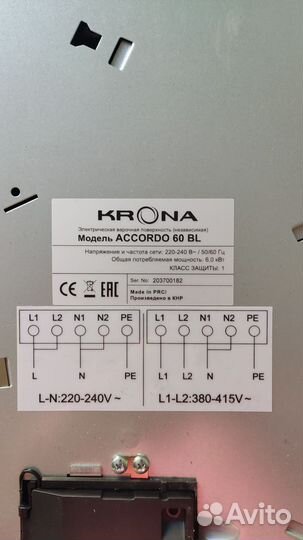 KRONA
Электрическая варочная поверхность (независимая)
Модель ACCORDO 60 BL
Напряжение и частота сети: 220-240 В~ / 50/60 Гц
Общая потребляемая мощность: 6,0 кВт
КЛАСС ЗАЩИТЫ: 1
CE EAC
Ser No: 203700182
Made in PRC/
Произведено в КНР
L1 L2 N1 N2 PE
L N PE
L-N:220-240V~
L1 L2 N1 N2 PE
L1 L2 N PE
L1-L2:380-415V~
Avito